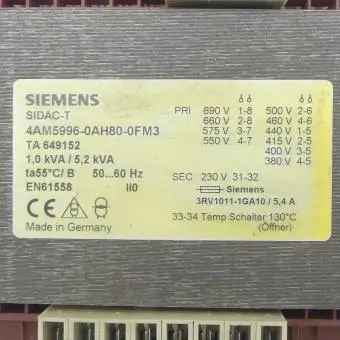 SIEMENS
SIDAC-T
4AM5996-0AH80-0FM3
TA 649152
1,0 kVA / 5,2 kVA
ta55°C/ B 50...60 Hz
EN61558 Ii0
Made in Germany
PRI 690 V 1-8 500 V 2-6
660 V 2-8 460 V 4-6
575 V 3-7 440 V 1-5
550 V 4-7 415 V 2-5
400 V 3-5
380 V 4-5
SEC 230 V 31-32
Siemens
3RV1011-1GA10 / 5,4 A
33-34 Temp Schalter 130°C
(Öffner)